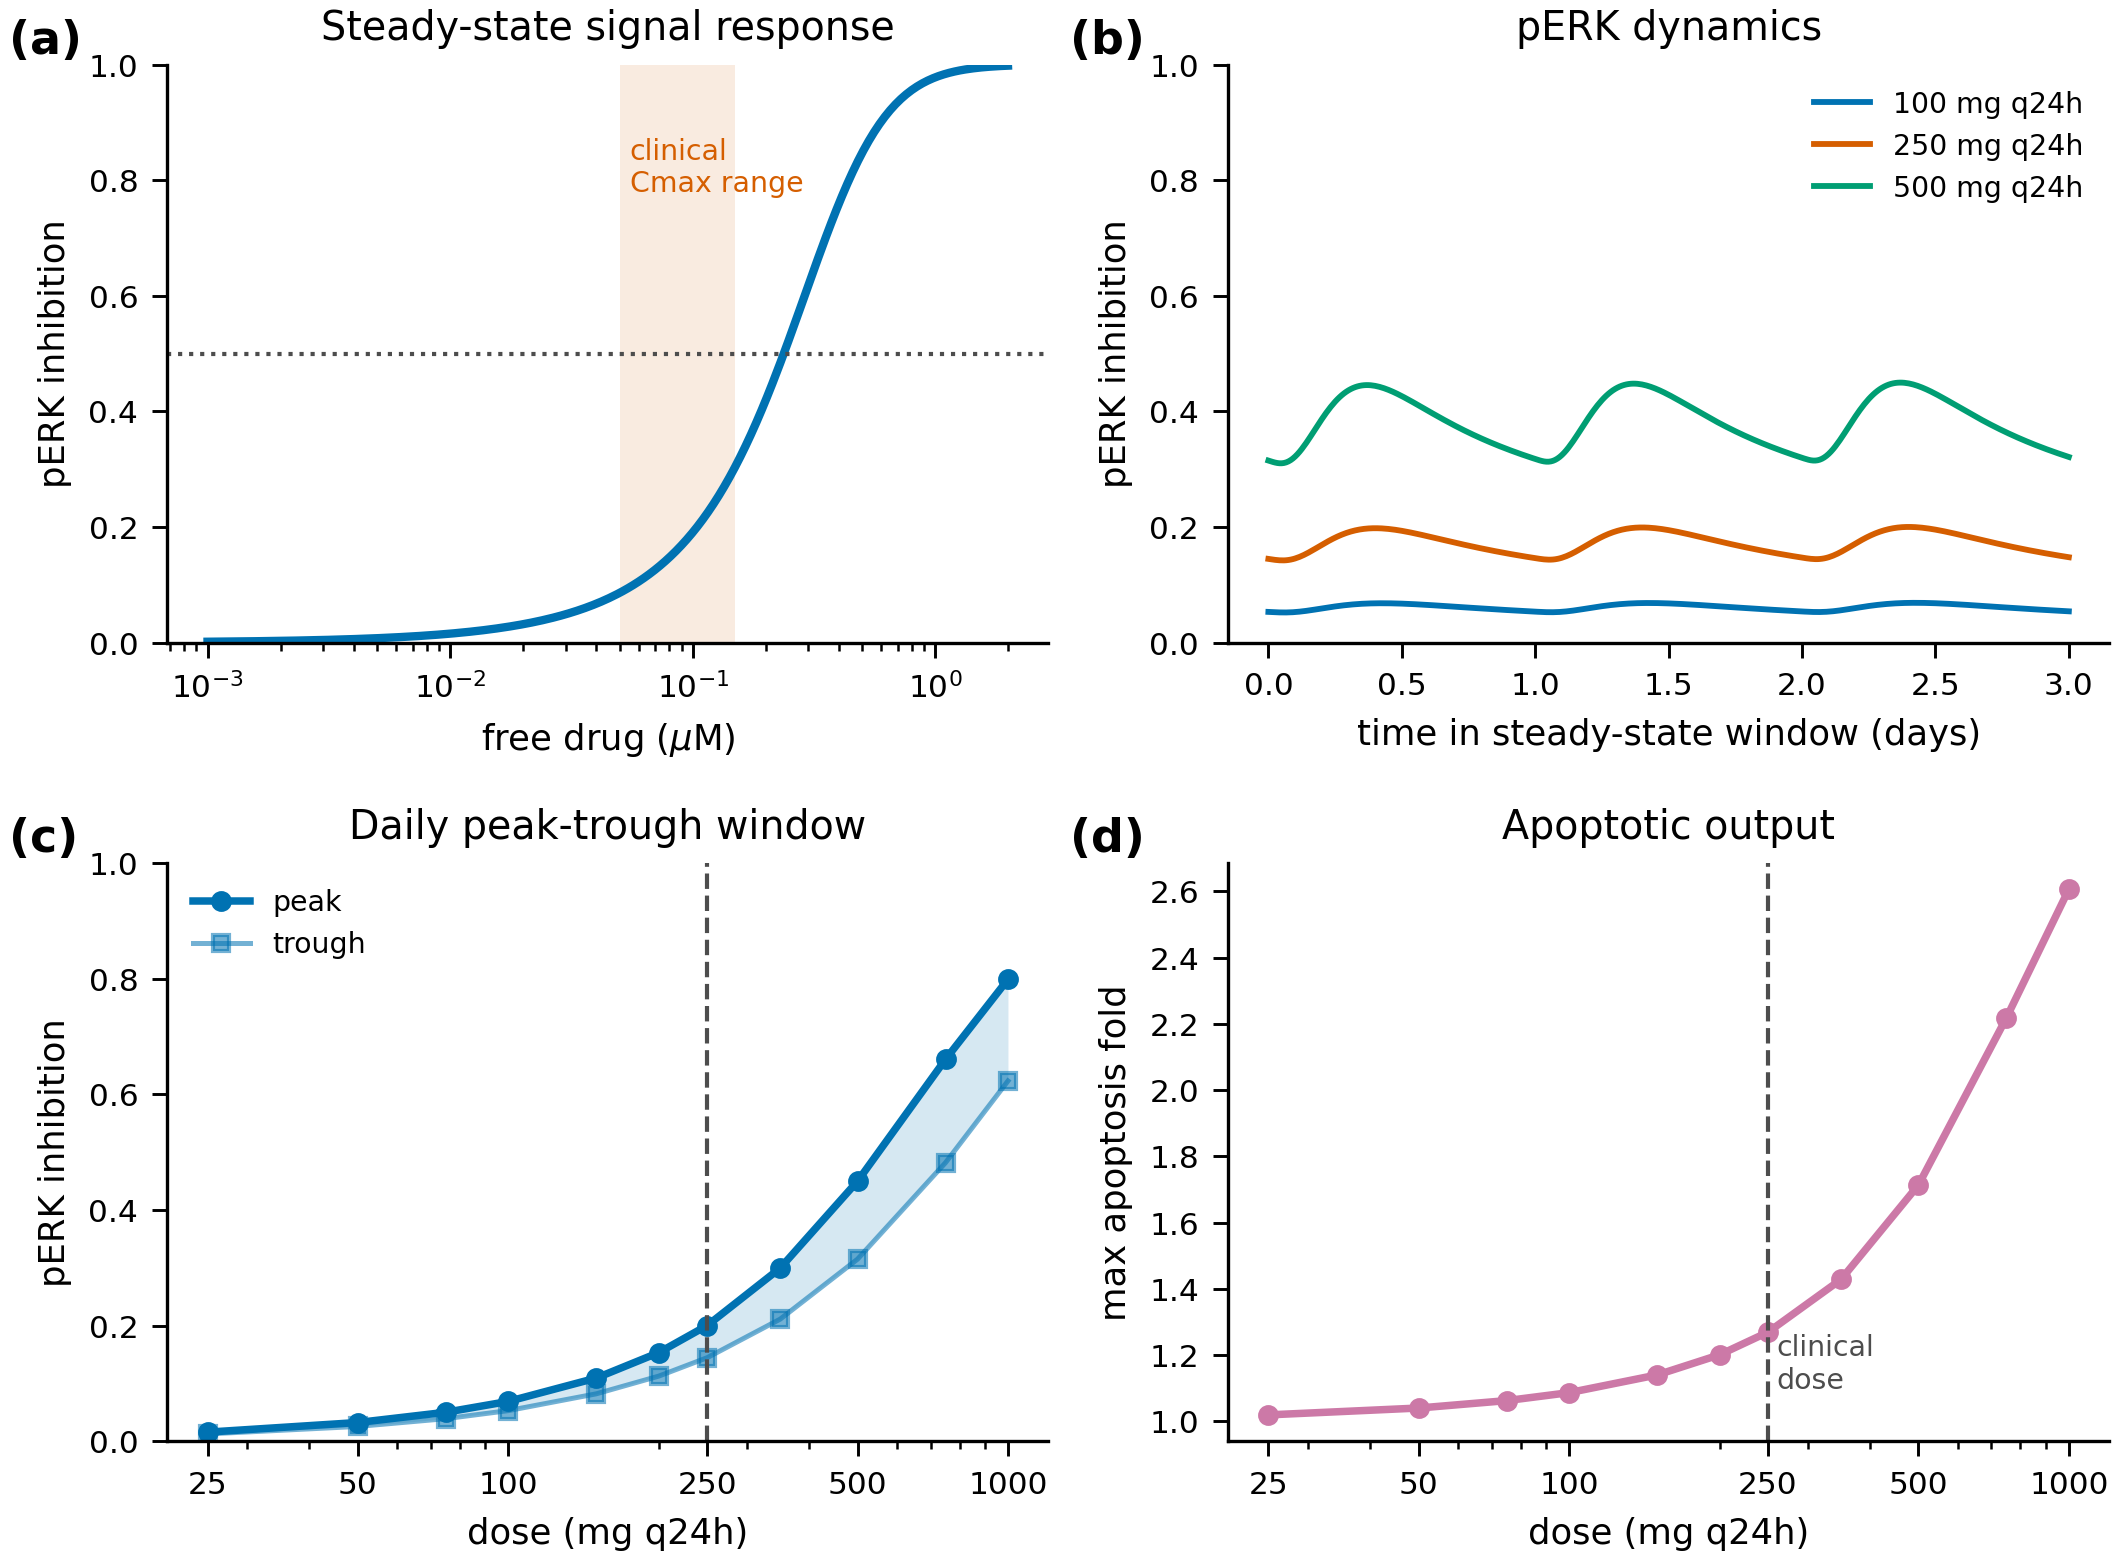 (a)
Steady-state signal response
1.0
0.8
0.6
0.4
0.2
0.0
pERK inhibition
clinical
Cmax range
10⁻³ 10⁻² 10⁻¹ 10⁰
free drug (μM)
(b)
pERK dynamics
1.0
0.8
0.6
0.4
0.2
0.0
pERK inhibition
100 mg q24h
250 mg q24h
500 mg q24h
0.0 0.5 1.0 1.5 2.0 2.5 3.0
time in steady-state window (days)
(c)
Daily peak-trough window
1.0
0.8
0.6
0.4
0.2
0.0
pERK inhibition
peak
trough
25 50 100 250 500 1000
dose (mg q24h)
(d)
Apoptotic output
2.6
2.4
2.2
2.0
1.8
1.6
1.4
1.2
1.0
max apoptosis fold
clinical
dose
25 50 100 250 500 1000
dose (mg q24h)